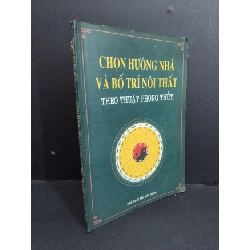 CHỌN HƯỚNG NHÀ
VÀ BỐ TRÍ NỘI THẤT
THEO THUẬT PHONG THỦY